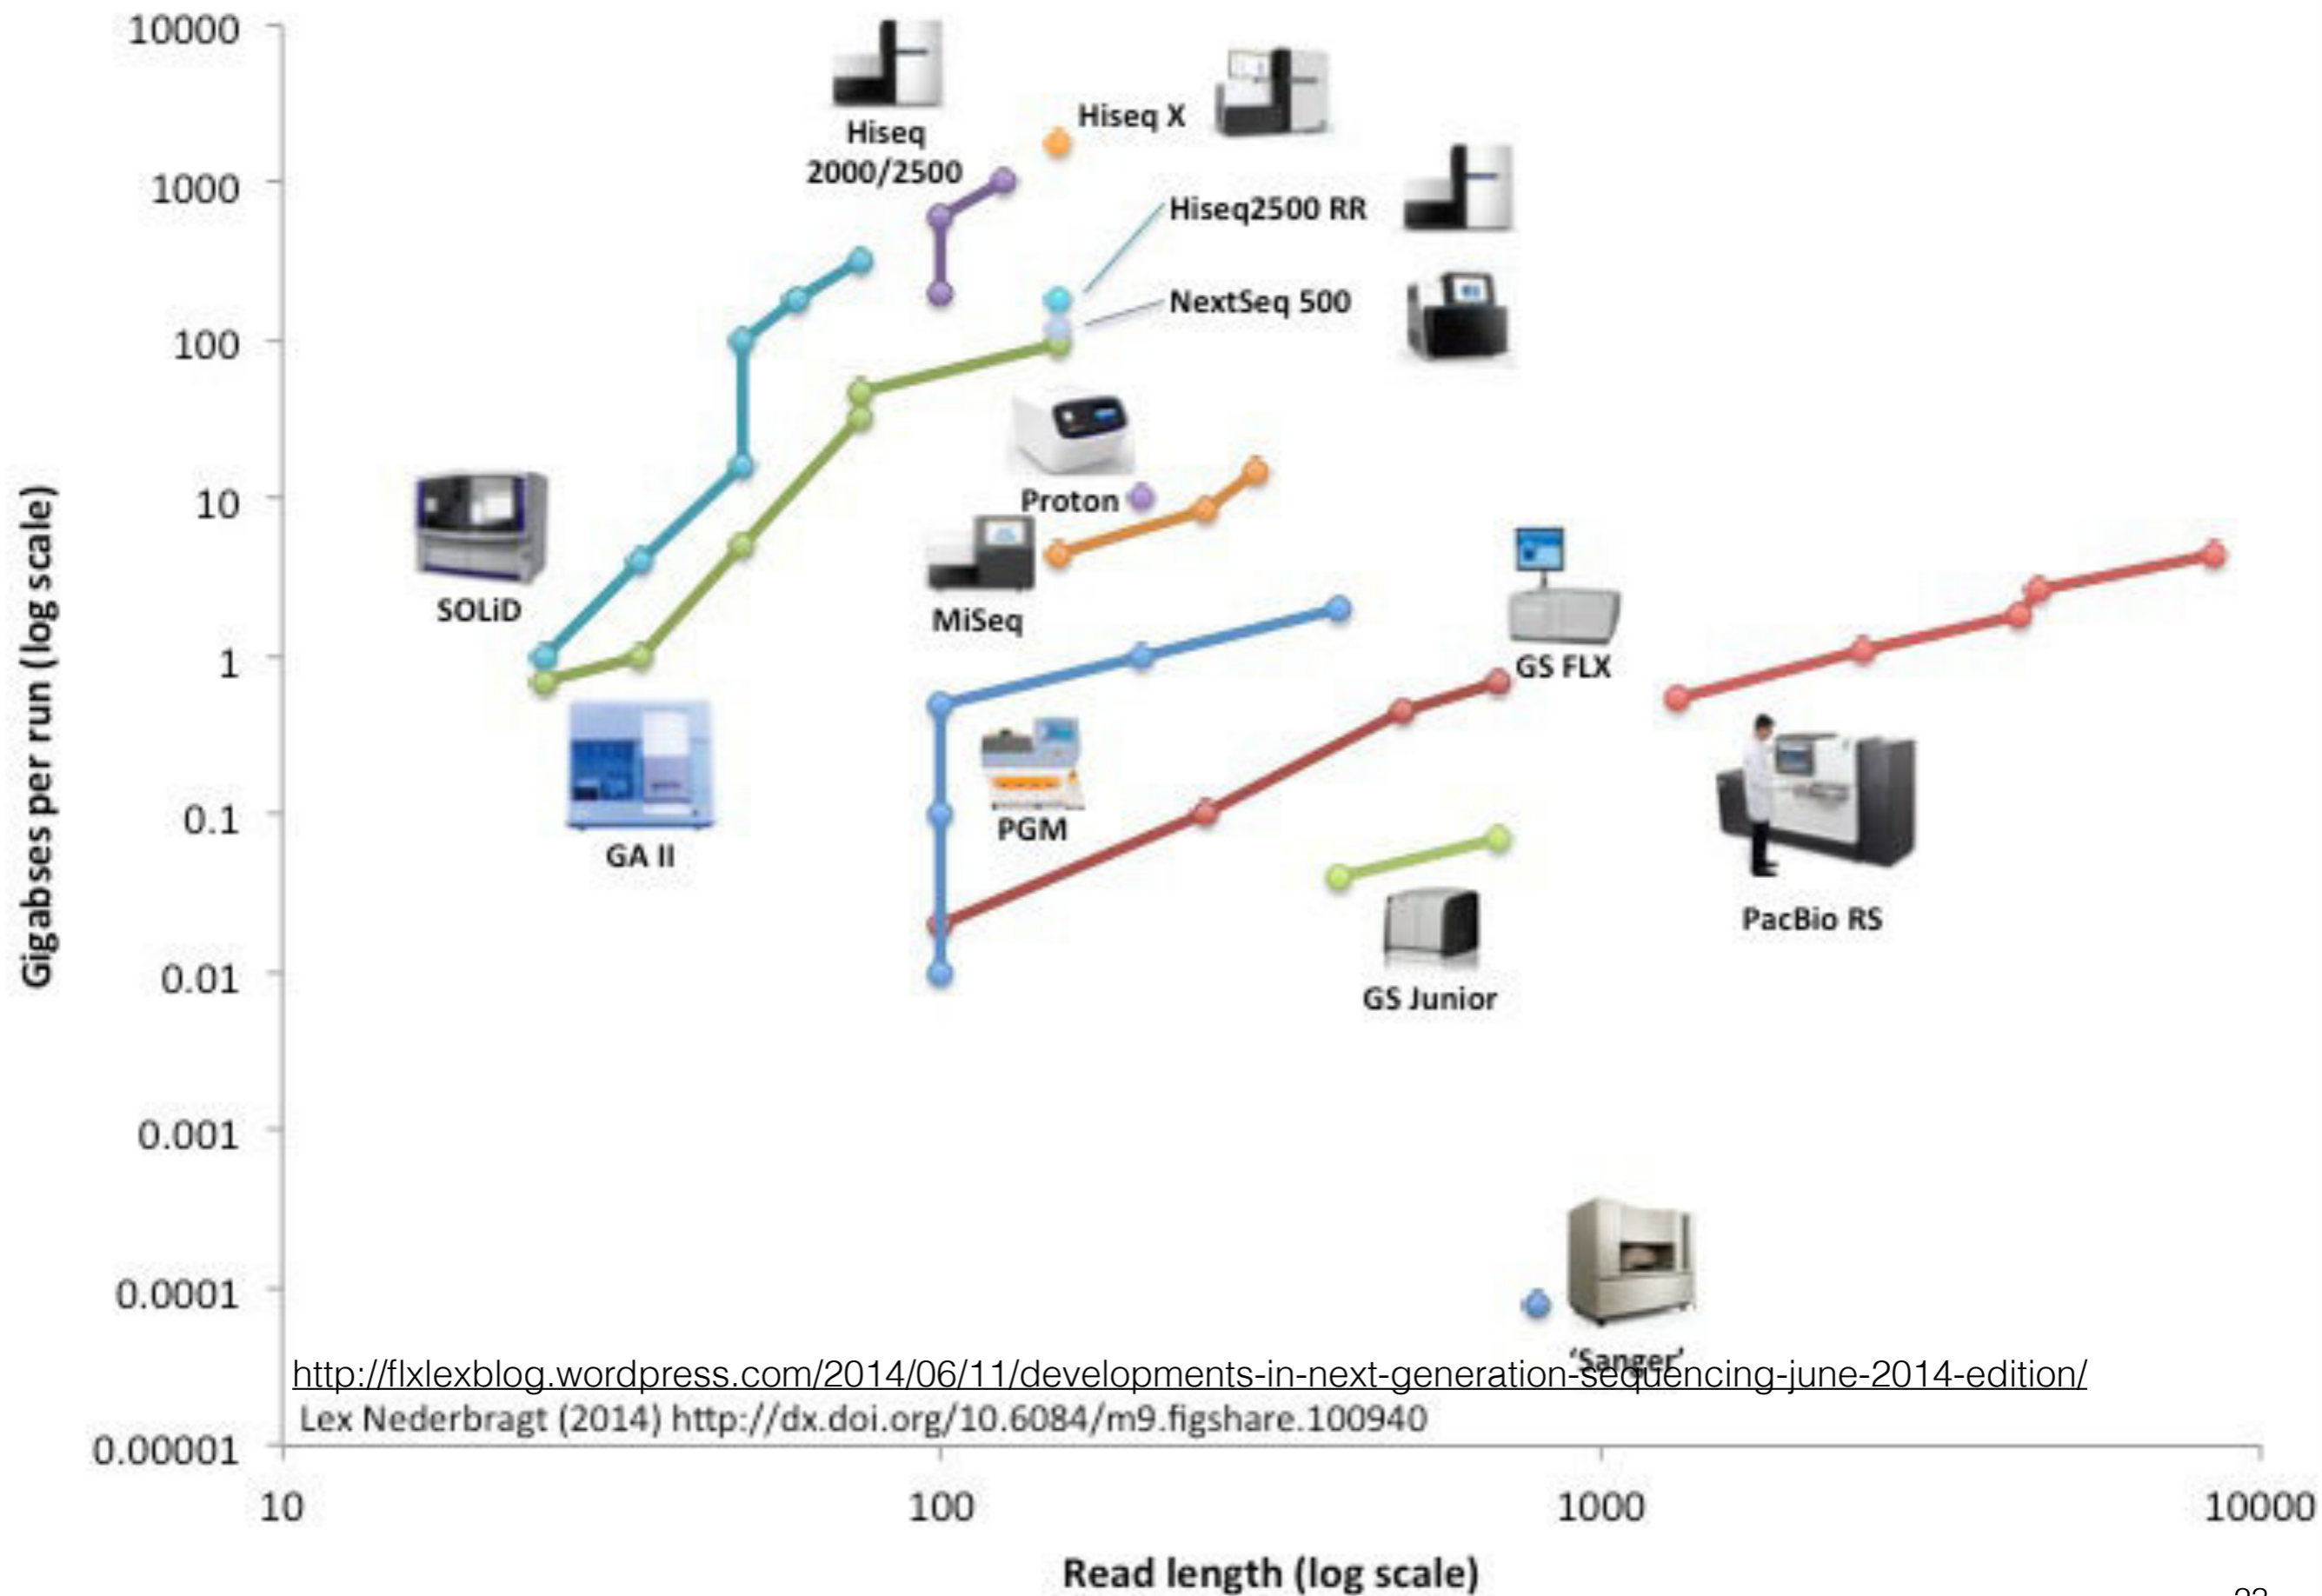 10000
1000
100
10
1
0.1
0.01
0.001
0.0001
0.00001
Gigabses per run (log scale)
Hiseq
2000/2500
Hiseq X
Hiseq2500 RR
NextSeq 500
Proton
SOLiD
MiSeq
GS FLX
GA II
PGM
PacBio RS
GS Junior
‘Sanger’
http://flxlexblog.wordpress.com/2014/06/11/developments-in-next-generation-sequencing-june-2014-edition/
Lex Nederbragt (2014) http://dx.doi.org/10.6084/m9.figshare.100940
10
100
1000
10000
Read length (log scale)